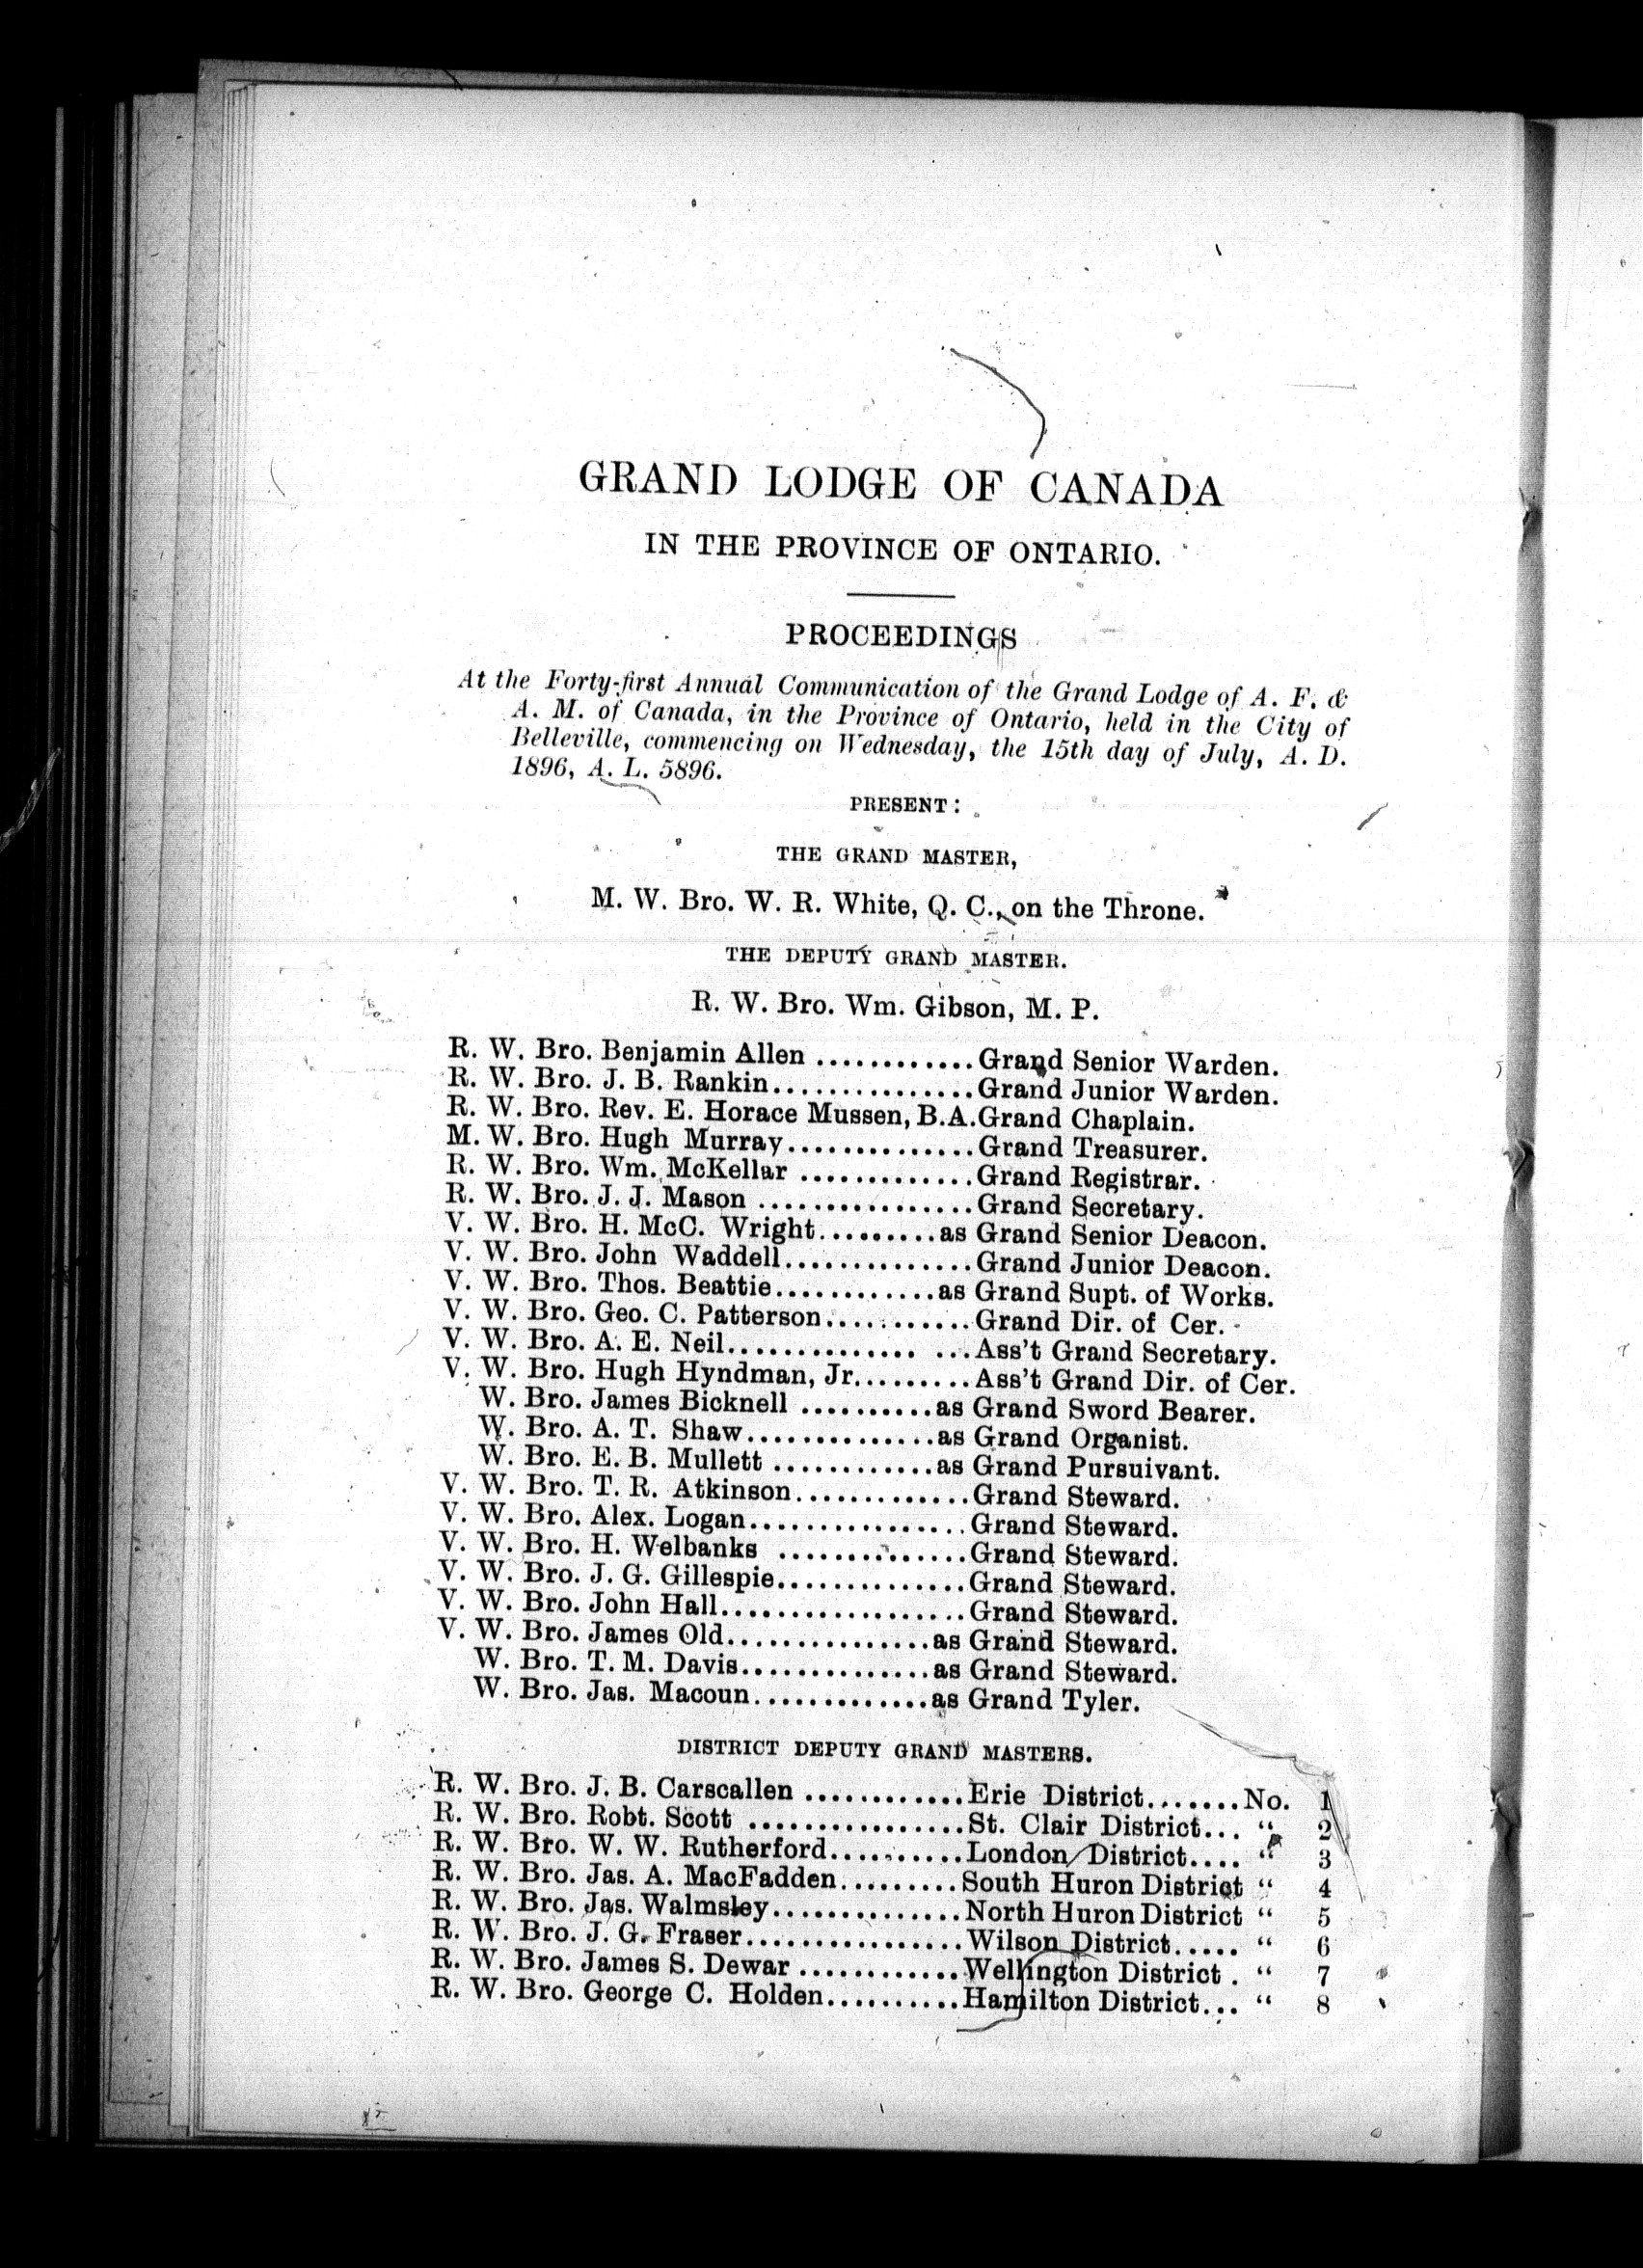 GRAND LODGE OF CANADA
IN THE PROVINCE OF ONTARIO.
PROCEEDINGS
At the Forty-first Annual Communication of the Grand Lodge of A. F. &
A. M. of Canada, in the Province of Ontario, held in the City of
Belleville, commencing on Wednesday, the 15th day of July, A. D.
1896, A. L. 5896.
PRESENT:
THE GRAND MASTER,
M. W. Bro. W. R. White, Q. C., on the Throne.
THE DEPUTY GRAND MASTER.
R. W. Bro. Wm. Gibson, M. P.
R. W. Bro. Benjamin Allen ............Grand Senior Warden.
R. W. Bro. J. B. Rankin...............Grand Junior Warden.
R. W. Bro. Rev. E. Horace Mussen, B.A.Grand Chaplain.
M. W. Bro. Hugh Murray..............Grand Treasurer.
R. W. Bro. Wm. McKellar .............Grand Registrar.
R. W. Bro. J. J. Mason ................Grand Secretary.
V. W. Bro. H. McC. Wright.........as Grand Senior Deacon.
V. W. Bro. John Waddell..............Grand Junior Deacon.
V. W. Bro. Thos. Beattie............as Grand Supt. of Works.
V. W. Bro. Geo. C. Patterson...........Grand Dir. of Cer.
V. W. Bro. A. E. Neil.............. ...Ass't Grand Secretary.
V. W. Bro. Hugh Hyndman, Jr.........Ass't Grand Dir. of Cer.
W. Bro. James Bicknell ..........as Grand Sword Bearer.
W. Bro. A. T. Shaw..............as Grand Organist.
W. Bro. E. B. Mullett ............as Grand Pursuivant.
V. W. Bro. T. R. Atkinson.............Grand Steward.
V. W. Bro. Alex. Logan................Grand Steward.
V. W. Bro. H. Welbanks ..............Grand Steward.
V. W. Bro. J. G. Gillespie..............Grand Steward.
V. W. Bro. John Hall..................Grand Steward.
V. W. Bro. James Old...............as Grand Steward.
W. Bro. T. M. Davis..............as Grand Steward.
W. Bro. Jas. Macoun.............as Grand Tyler.
DISTRICT DEPUTY GRAND MASTERS.
R. W. Bro. J. B. Carscallen ............Erie District.......No. 1
R. W. Bro. Robt. Scott ................St. Clair District... " 2
R. W. Bro. W. W. Rutherford..........London District.... " 3
R. W. Bro. Jas. A. MacFadden.........South Huron District " 4
R. W. Bro. Jas. Walmsley..............North Huron District " 5
R. W. Bro. J. G. Fraser................Wilson District..... " 6
R. W. Bro. James S. Dewar ............Wellington District . " 7
R. W. Bro. George C. Holden..........Hamilton District... " 8